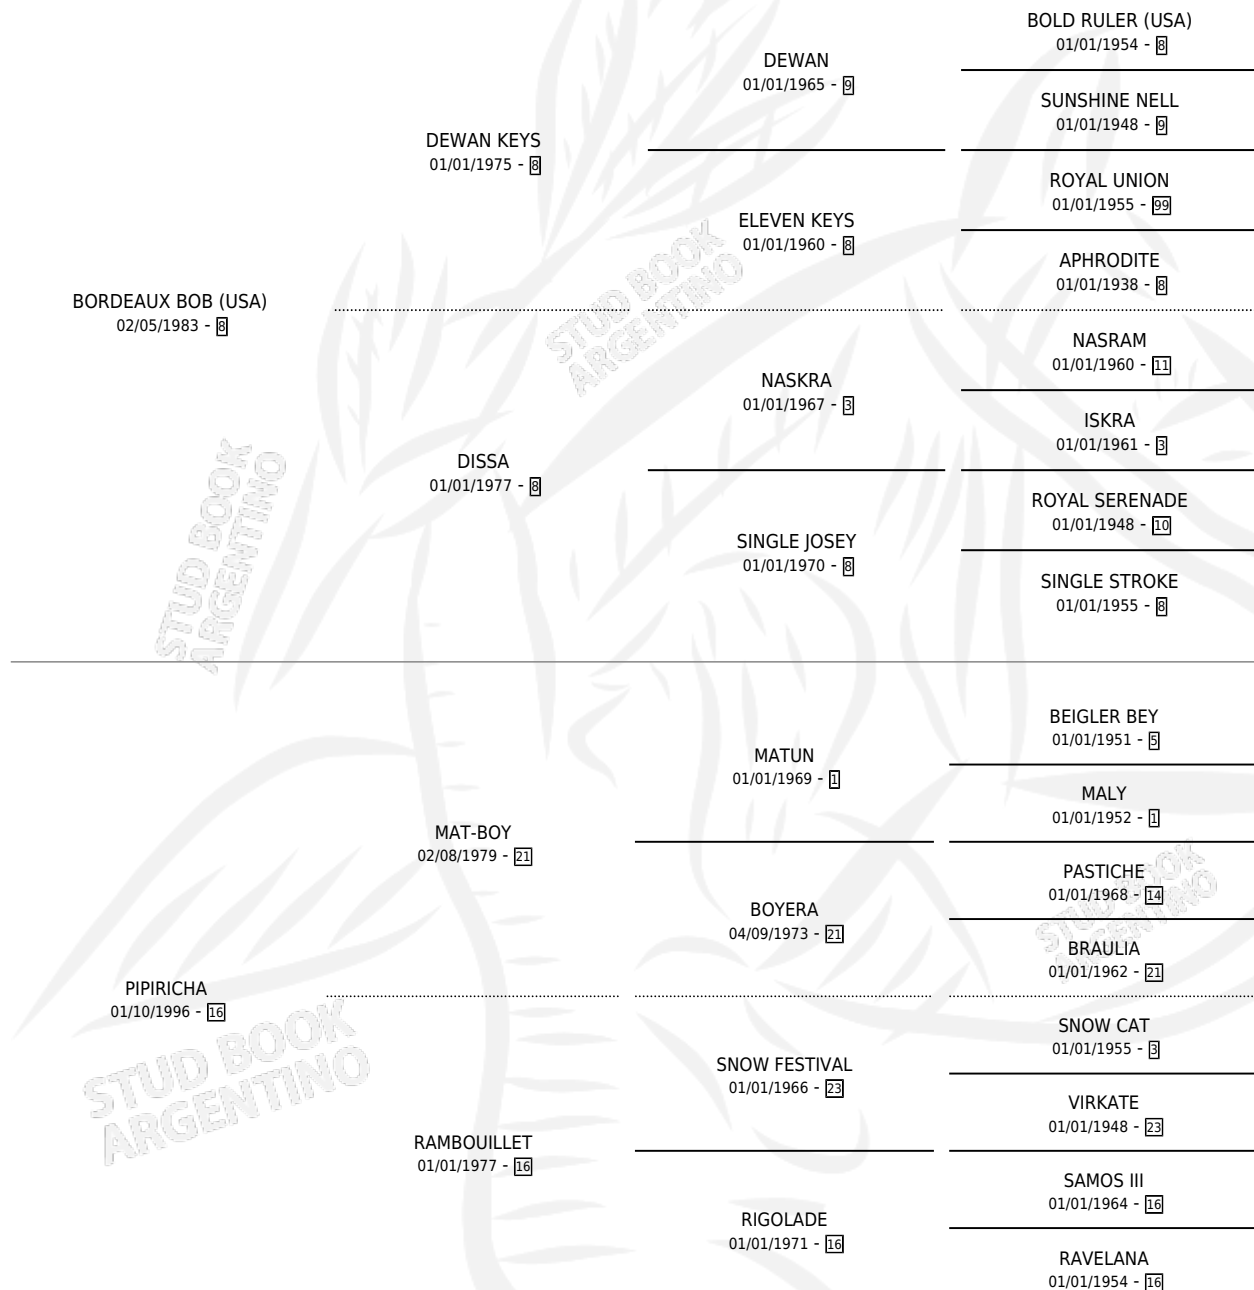 BOLD RULER (USA)
01/01/1954 - 8
DEWAN
01/01/1965 - 9
SUNSHINE NELL
01/01/1948 - 9
DEWAN KEYS
01/01/1975 - 8
ROYAL UNION
01/01/1955 - 99
ELEVEN KEYS
01/01/1960 - 8
APHRODITE
01/01/1938 - 8
BORDEAUX BOB (USA)
02/05/1983 - 8
NASRAM
01/01/1960 - 11
NASKRA
01/01/1967 - 3
ISKRA
01/01/1961 - 3
DISSA
01/01/1977 - 8
ROYAL SERENADE
01/01/1948 - 10
SINGLE JOSEY
01/01/1970 - 8
SINGLE STROKE
01/01/1955 - 8
STUD BOOK
ARGENTINO
STUD BOOK
ARGENTINO
BEIGLER BEY
01/01/1951 - 5
MATUN
01/01/1969 - 1
MALY
01/01/1952 - 1
MAT-BOY
02/08/1979 - 21
PASTICHE
01/01/1968 - 14
BOYERA
04/09/1973 - 21
BRAULIA
01/01/1962 - 21
STUD BOOK
ARGENTINO
PIPIRICHA
01/10/1996 - 16
SNOW CAT
01/01/1955 - 3
SNOW FESTIVAL
01/01/1966 - 23
VIRKATE
01/01/1948 - 23
STUD BOOK
ARGENTINO
RAMBOUILLET
01/01/1977 - 16
SAMOS III
01/01/1964 - 16
RIGOLADE
01/01/1971 - 16
RAVELANA
01/01/1954 - 16